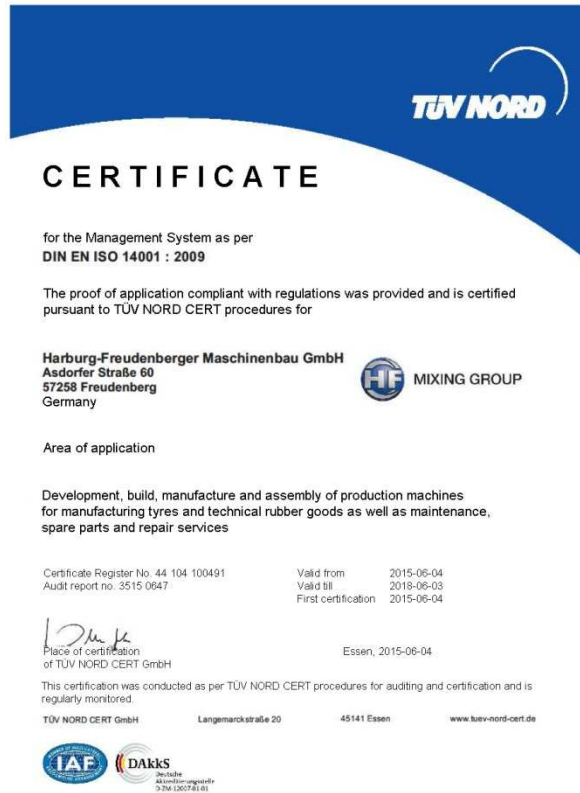 TÜV NORD
CERTIFICATE
for the Management System as per
DIN EN ISO 14001 : 2009
The proof of application compliant with regulations was provided and is certified
pursuant to TÜV NORD CERT procedures for
Harburg-Freudenberger Maschinenbau GmbH
Asdorfer Straße 60
57258 Freudenberg
Germany
HF MIXING GROUP
Area of application
Development, build, manufacture and assembly of production machines
for manufacturing tyres and technical rubber goods as well as maintenance,
spare parts and repair services
Certificate Register No. 44 104 100491 Valid from 2015-06-04
Audit report no. 3515 0647 Valid till 2018-06-03
First certification 2015-06-04
Place of certification Essen, 2015-06-04
of TÜV NORD CERT GmbH
This certification was conducted as per TÜV NORD CERT procedures for auditing and certification and is
regularly monitored.
TÜV NORD CERT GmbH Langemarckstraße 20 45141 Essen www.tuev-nord-cert.de
IAF DAkkS
Deutsche
Akkreditierungsstelle
D-ZM-12007-01-01